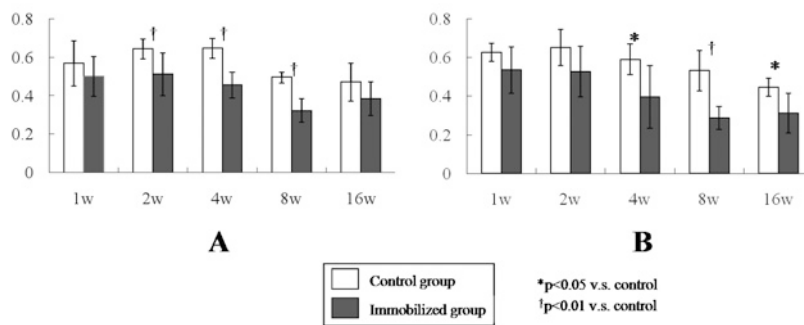 0.8
0.6
0.4
0.2
0
†
†
†
1w 2w 4w 8w 16w
A
0.8
0.6
0.4
0.2
0
*
†
*
1w 2w 4w 8w 16w
B
Control group
Immobilized group
*p<0.05 v.s. control
†p<0.01 v.s. control